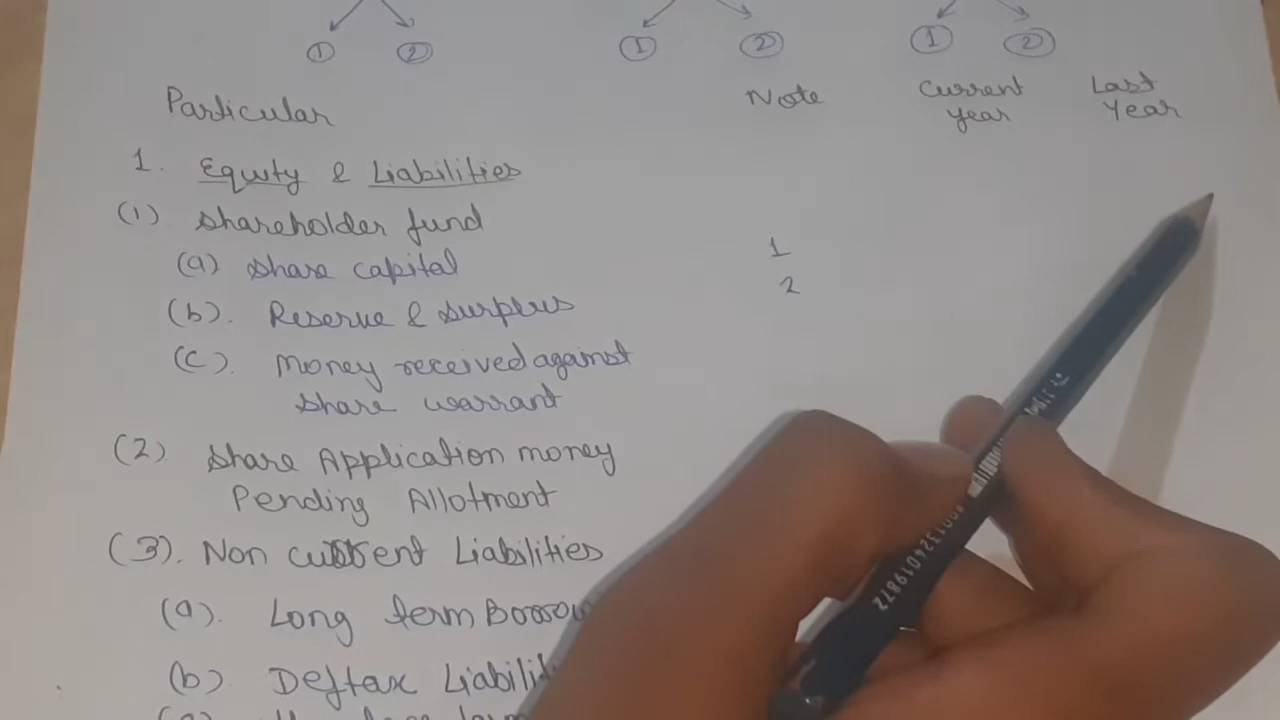 1 2 1 2 1 2
Particular Note Current year Last Year
1. Equity & Liabilities
(1) Shareholder fund
(a) Share capital 1
(b). Reserve & Surplus 2
(c). Money received against
Share warrant
(2) Share Application money
Pending Allotment
(3). Non current Liabilities
(a). Long term
(b). Def tax